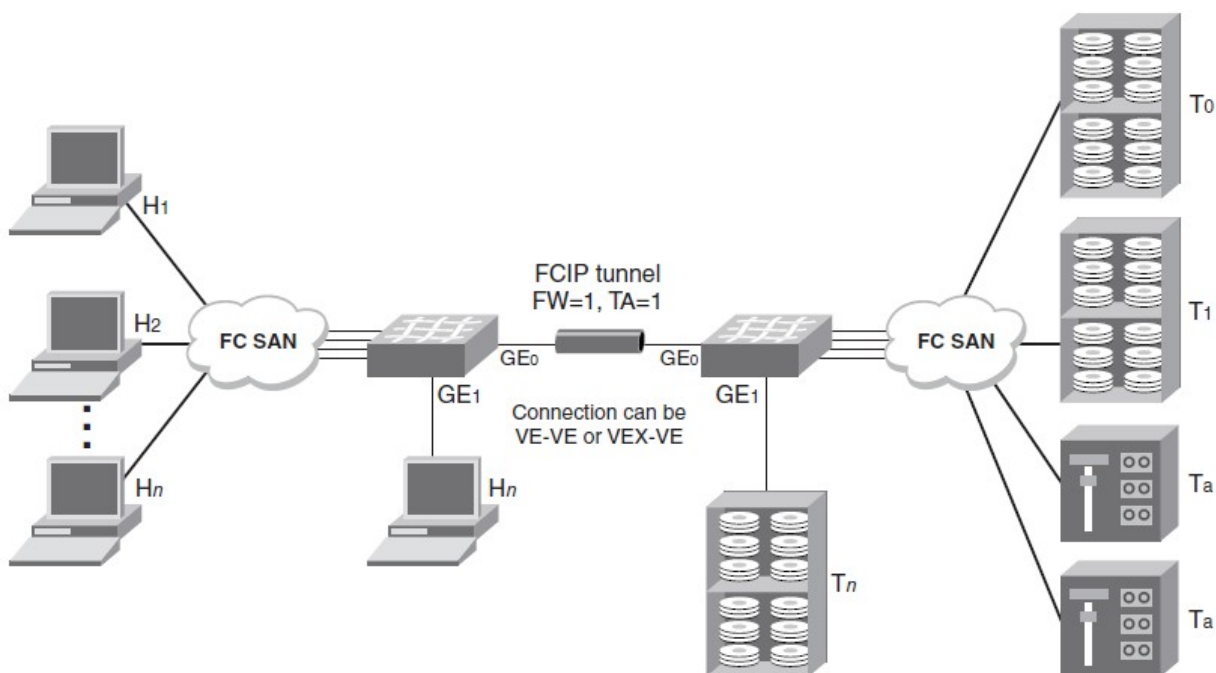 T0
H1
FCIP tunnel
FW=1, TA=1
H2
T1
FC SAN
GE0
GE0
FC SAN
GE1
GE1
Connection can be
VE-VE or VEX-VE
Hn
Hn
Ta
Tn
Ta